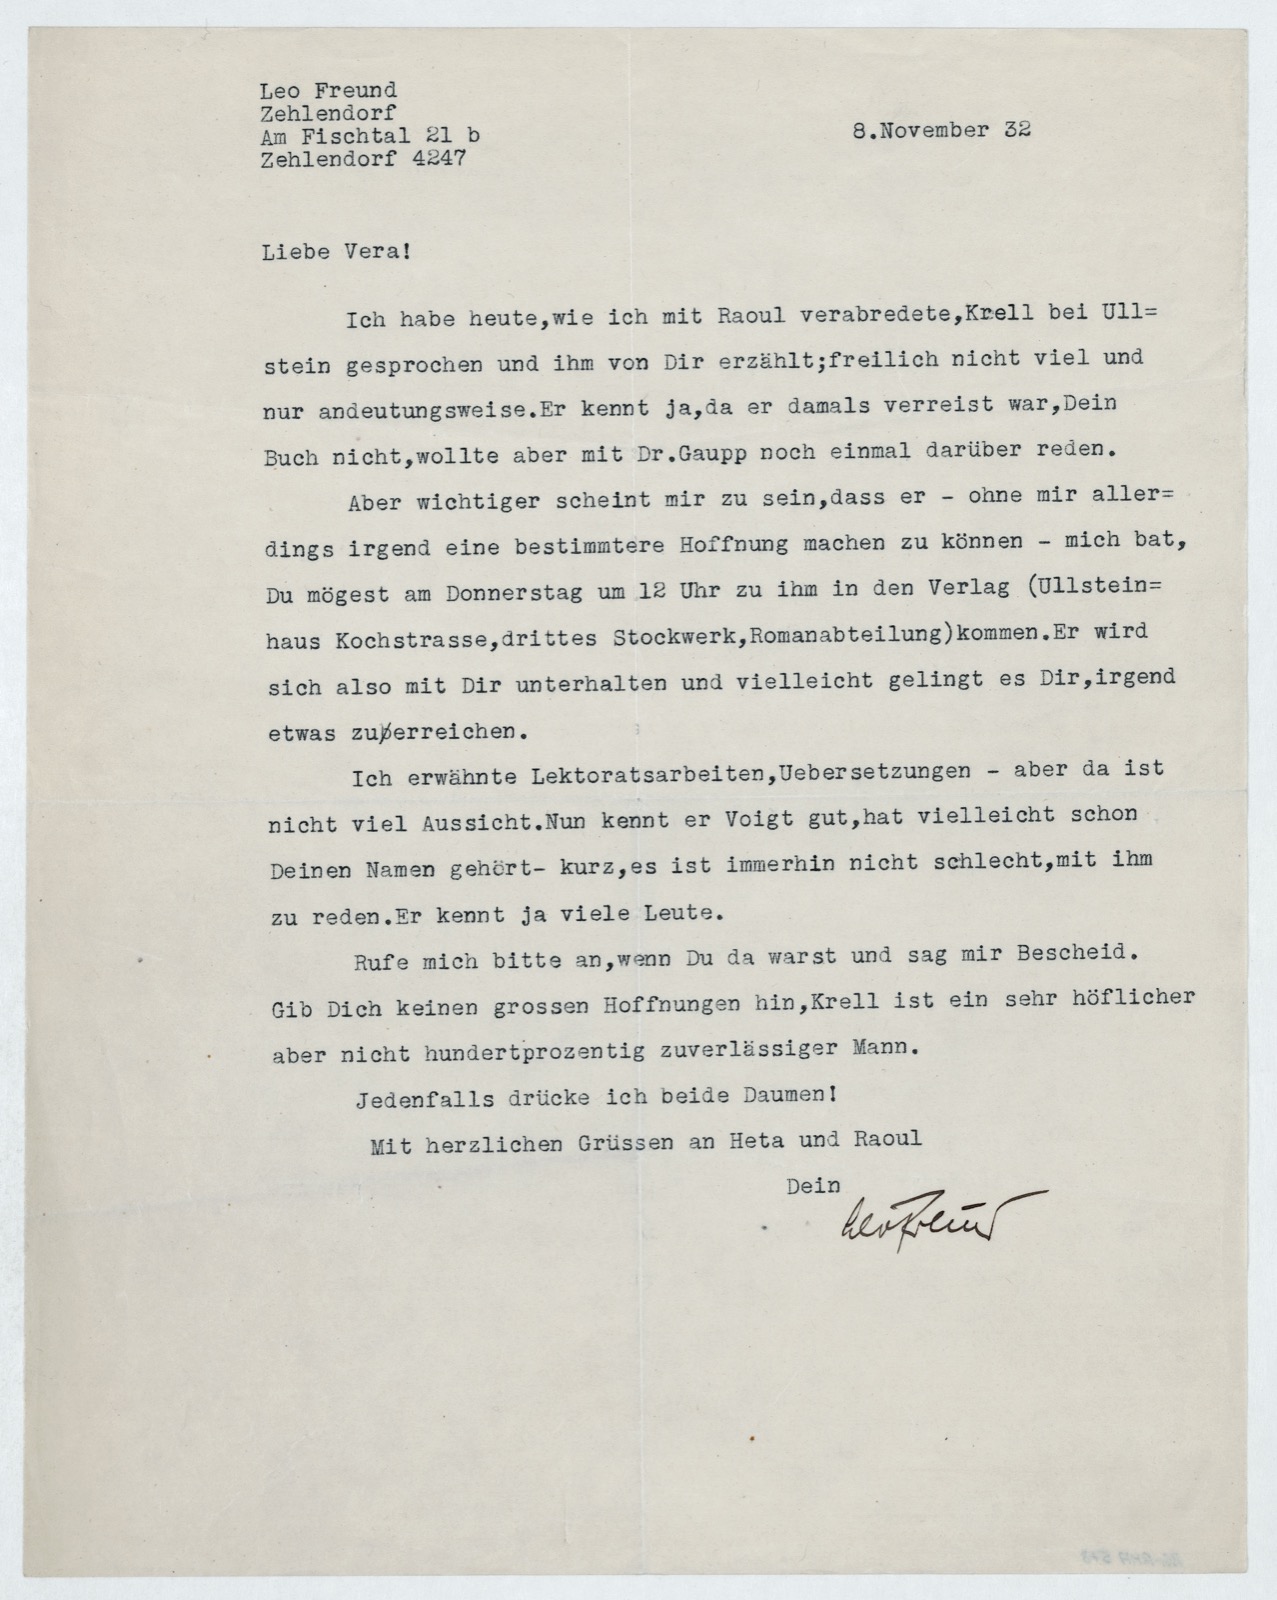 Leo Freund
Zehlendorf
Am Fischtal 21 b
Zehlendorf 4247
8.November 32
Liebe Vera!
Ich habe heute,wie ich mit Raoul verabredete,Krell bei Ull=
stein gesprochen und ihm von Dir erzählt;freilich nicht viel und
nur andeutungsweise.Er kennt ja,da er damals verreist war,Dein
Buch nicht,wollte aber mit Dr.Gaupp noch einmal darüber reden.
Aber wichtiger scheint mir zu sein,dass er - ohne mir aller=
dings irgend eine bestimmtere Hoffnung machen zu können - mich bat,
Du mögest am Donnerstag um 12 Uhr zu ihm in den Verlag (Ullstein=
haus Kochstrasse,drittes Stockwerk,Romanabteilung)kommen.Er wird
sich also mit Dir unterhalten und vielleicht gelingt es Dir,irgend
etwas zu/erreichen.
Ich erwähnte Lektoratsarbeiten,Uebersetzungen - aber da ist
nicht viel Aussicht.Nun kennt er Voigt gut,hat vielleicht schon
Deinen Namen gehört- kurz,es ist immerhin nicht schlecht,mit ihm
zu reden.Er kennt ja viele Leute.
Rufe mich bitte an,wenn Du da warst und sag mir Bescheid.
Gib Dich keinen grossen Hoffnungen hin,Krell ist ein sehr höflicher
aber nicht hundertprozentig zuverlässiger Mann.
Jedenfalls drücke ich beide Daumen!
Mit herzlichen Grüssen an Heta und Raoul
Dein
Leo Freund